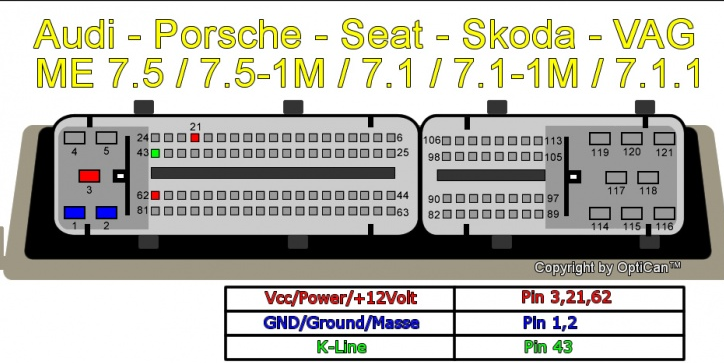 Audi - Porsche - Seat - Skoda - VAG
ME 7.5 / 7.5-1M / 7.1 / 7.1-1M / 7.1.1
21
4 5 24 6 106 113 119 120 121
43 25 98 105
3 117 118
62 44 90 97
1 2 81 63 82 89 114 115 116
Copyright by OptiCan™
Vcc/Power/+12Volt Pin 3,21,62
GND/Ground/Masse Pin 1,2
K-Line Pin 43